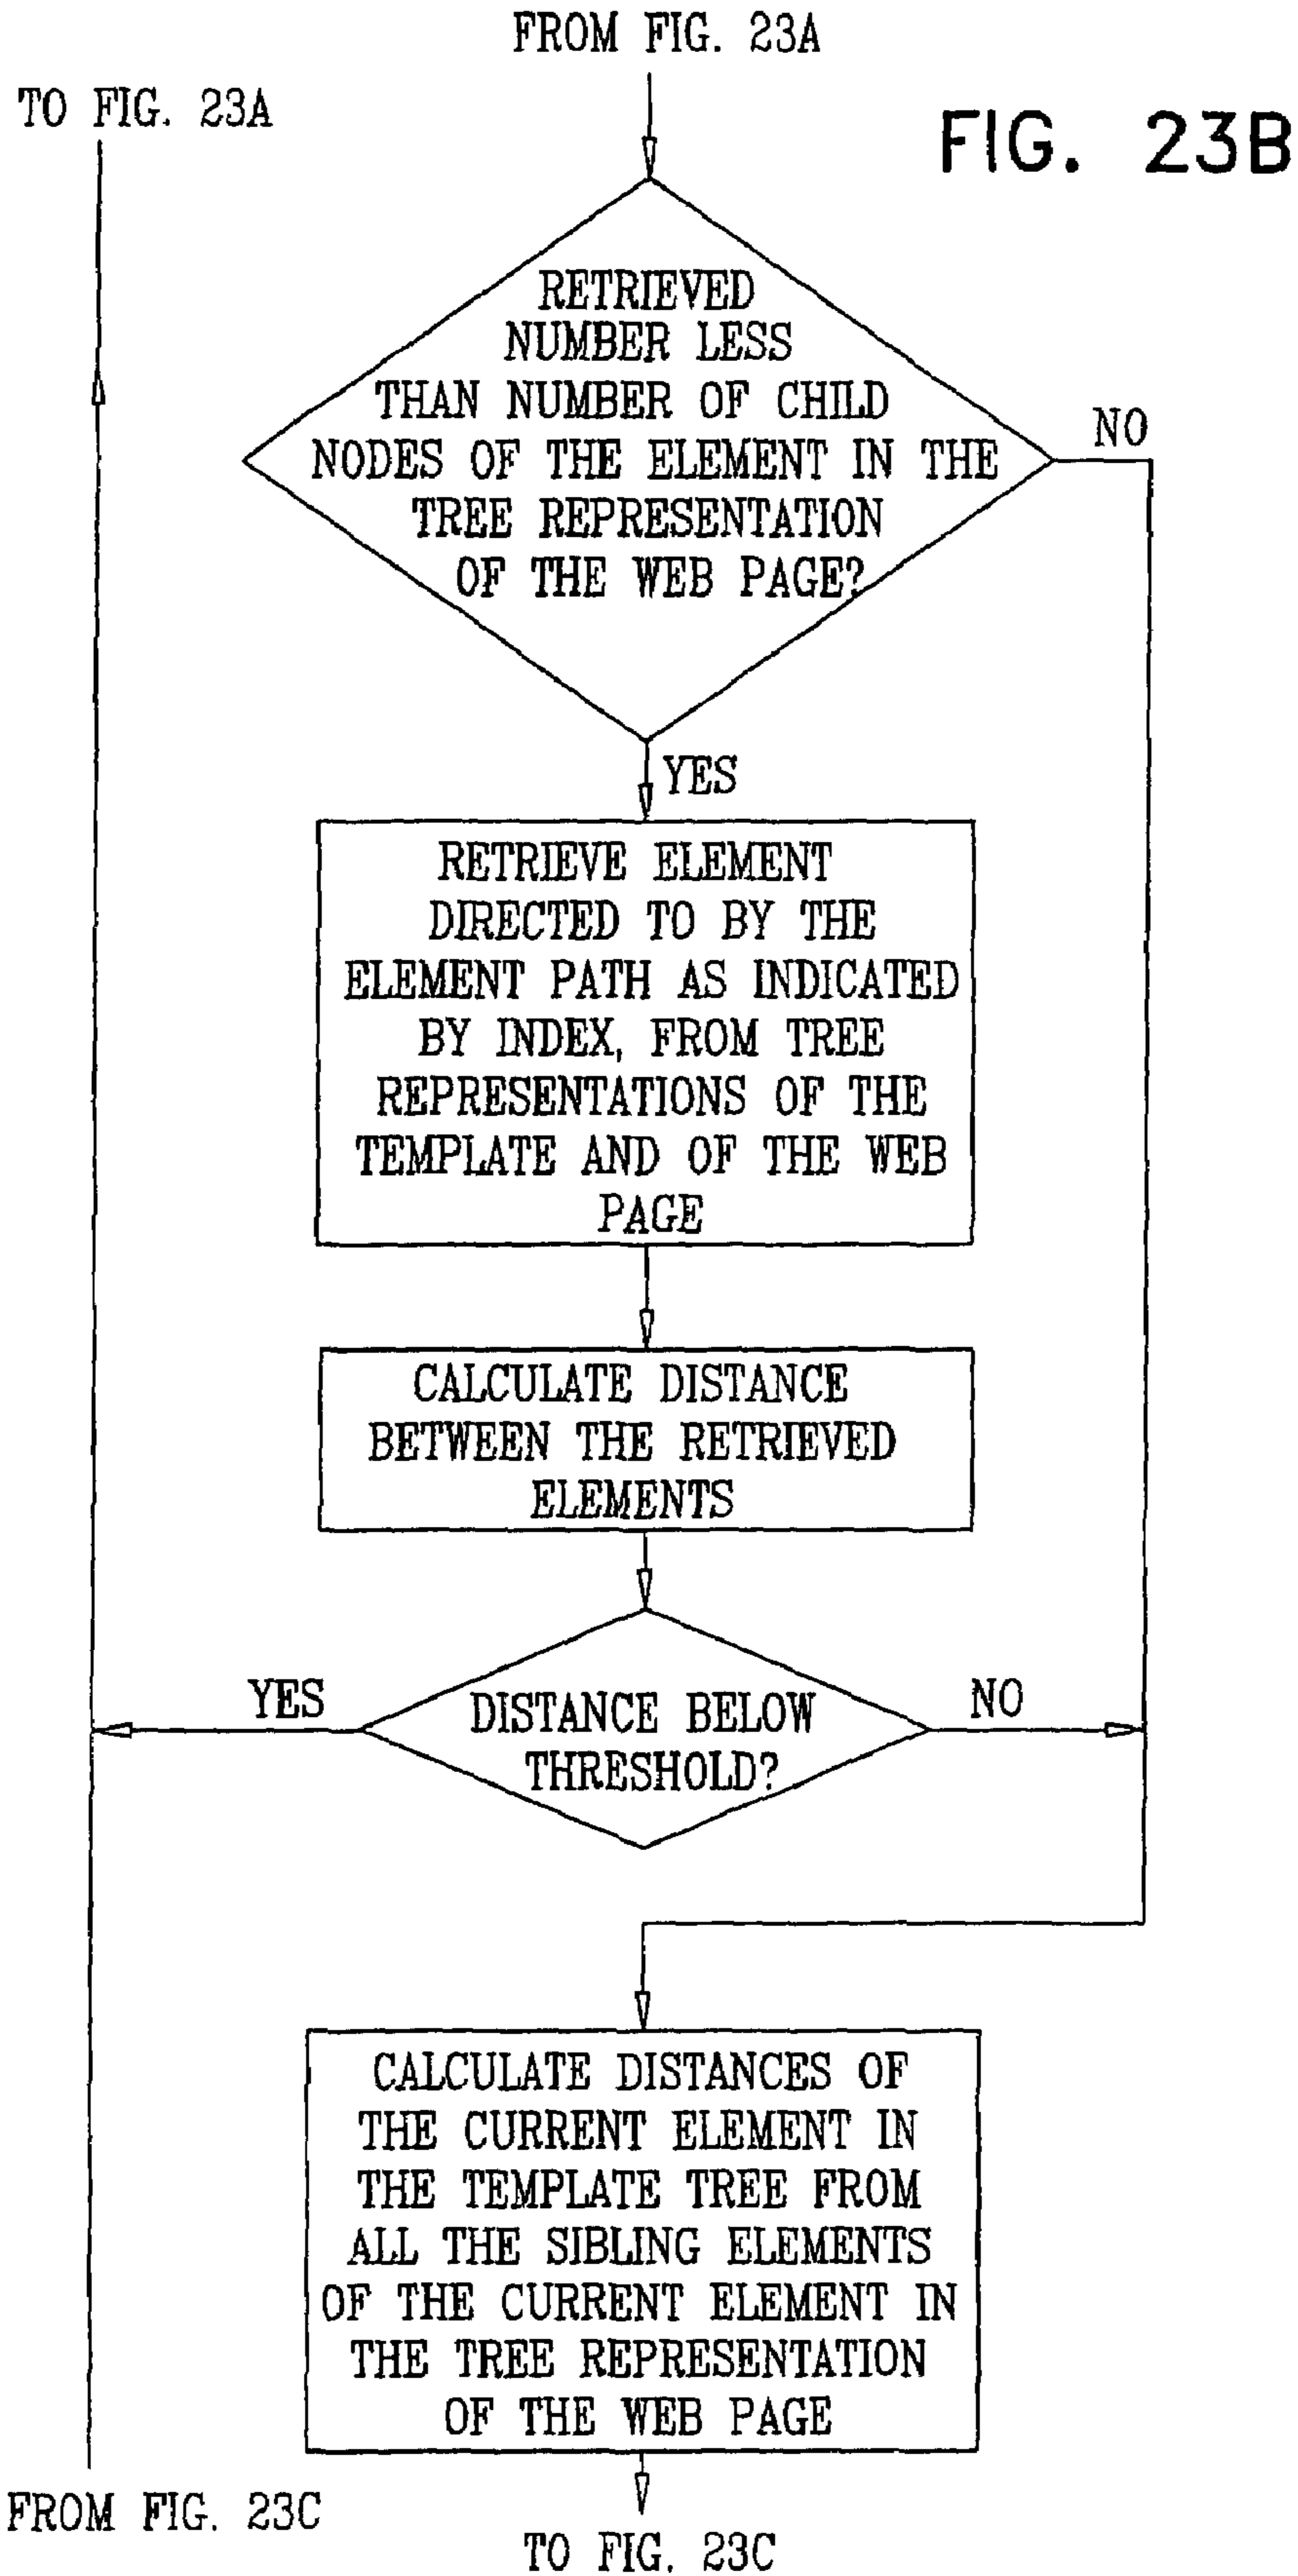 FROM FIG. 23A
TO FIG. 23A
FIG. 23B
RETRIEVED
NUMBER LESS
THAN NUMBER OF CHILD
NODES OF THE ELEMENT IN THE
TREE REPRESENTATION
OF THE WEB PAGE?
NO
YES
RETRIEVE ELEMENT
DIRECTED TO BY THE
ELEMENT PATH AS INDICATED
BY INDEX, FROM TREE
REPRESENTATIONS OF THE
TEMPLATE AND OF THE WEB
PAGE
CALCULATE DISTANCE
BETWEEN THE RETRIEVED
ELEMENTS
YES
DISTANCE BELOW
THRESHOLD?
NO
CALCULATE DISTANCES OF
THE CURRENT ELEMENT IN
THE TEMPLATE TREE FROM
ALL THE SIBLING ELEMENTS
OF THE CURRENT ELEMENT IN
THE TREE REPRESENTATION
OF THE WEB PAGE
FROM FIG. 23C
TO FIG. 23C